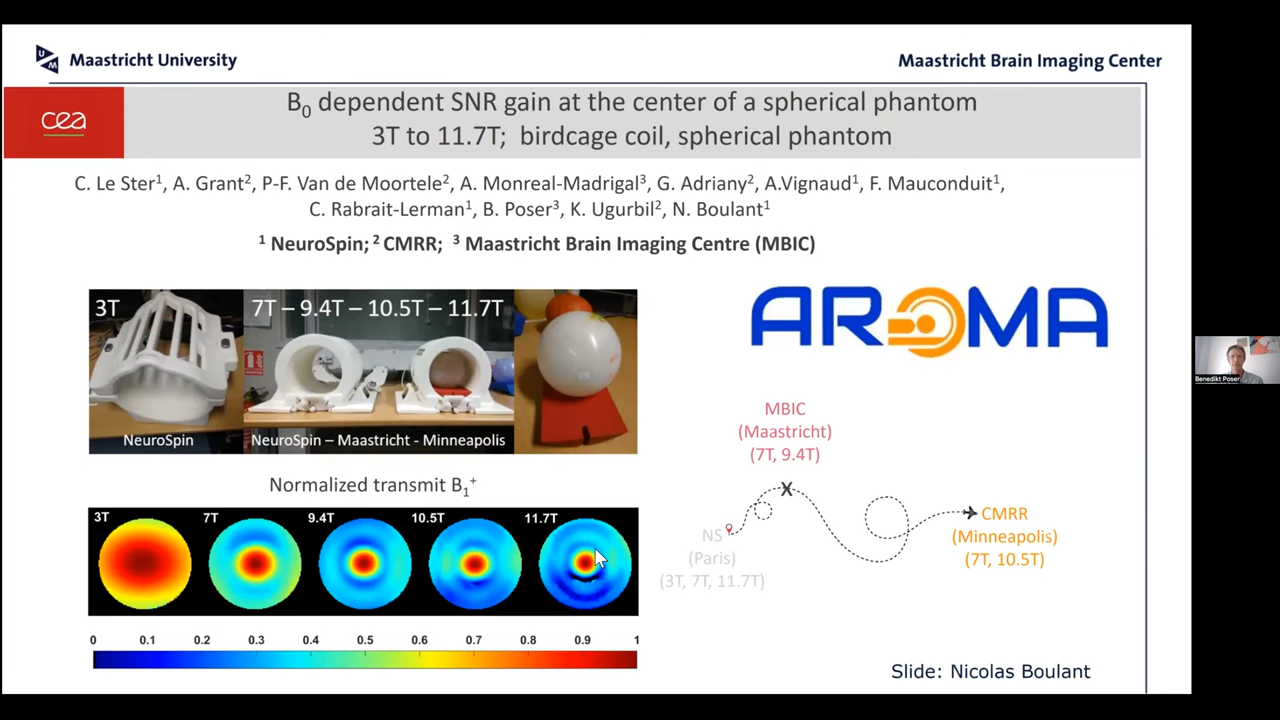 Maastricht University
Maastricht Brain Imaging Center
cea
B₀ dependent SNR gain at the center of a spherical phantom
3T to 11.7T; birdcage coil, spherical phantom
C. Le Ster¹, A. Grant², P-F. Van de Moortele², A. Monreal-Madrigal³, G. Adriany², A.Vignaud¹, F. Mauconduit¹,
C. Rabrait-Lerman¹, B. Poser³, K. Ugurbil², N. Boulant¹
¹ NeuroSpin; ² CMRR; ³ Maastricht Brain Imaging Centre (MBIC)
3T
7T – 9.4T – 10.5T – 11.7T
NeuroSpin
NeuroSpin – Maastricht - Minneapolis
AROMA
Normalized transmit B₁⁺
3T 7T 9.4T 10.5T 11.7T
0 0.1 0.2 0.3 0.4 0.5 0.6 0.7 0.8 0.9 1
MBIC
(Maastricht)
(7T, 9.4T)
NS
(Paris)
(3T, 7T, 11.7T)
CMRR
(Minneapolis)
(7T, 10.5T)
Slide: Nicolas Boulant
Benedikt Poser